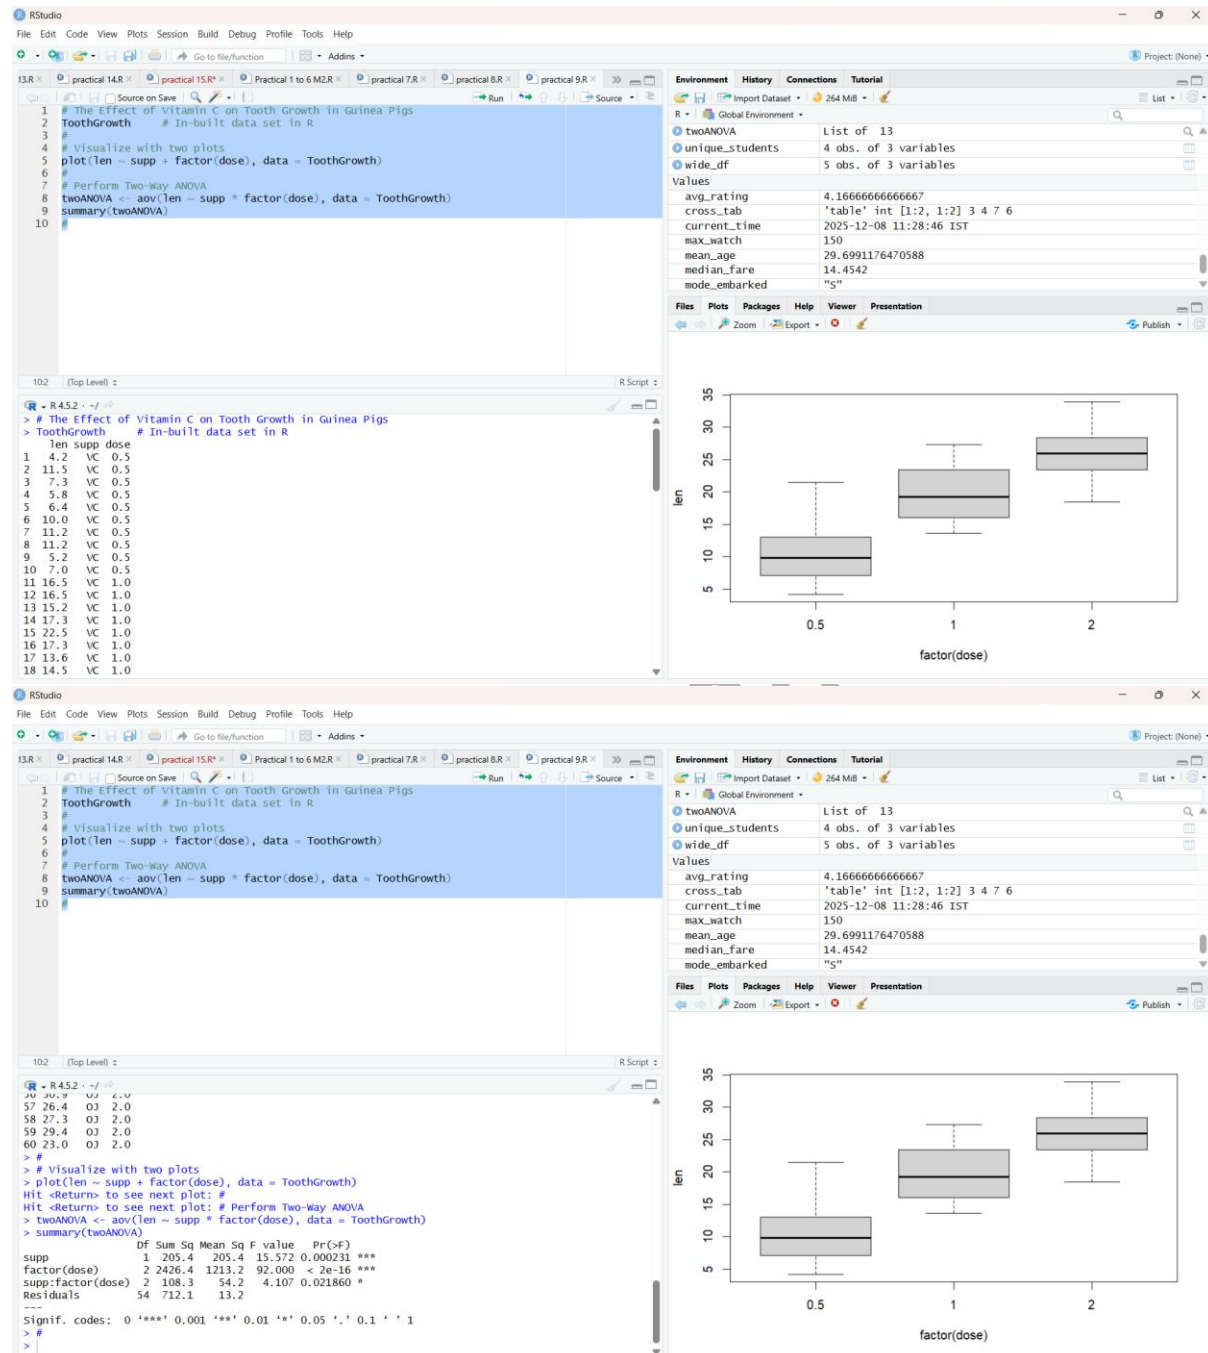 RStudio
File Edit Code View Plots Session Build Debug Profile Tools Help
Go to file/function Addins Project: (None)
13.R practical 14.R practical 15.R* Practical 1 to 6 M2.R practical 7.R practical 8.R practical 9.R
Source on Save Run Source
1 # The Effect of Vitamin C on Tooth Growth in Guinea Pigs
2 ToothGrowth # In-built data set in R
3 #
4 # Visualize with two plots
5 plot(len ~ supp + factor(dose), data = ToothGrowth)
6 #
7 # Perform Two-Way ANOVA
8 twoANOVA <- aov(len ~ supp * factor(dose), data = ToothGrowth)
9 summary(twoANOVA)
10 #
10:2 (Top Level) R Script
R 4.5.2 · ~/
> # The Effect of Vitamin C on Tooth Growth in Guinea Pigs
> ToothGrowth # In-built data set in R
len supp dose
1 4.2 VC 0.5
2 11.5 VC 0.5
3 7.3 VC 0.5
4 5.8 VC 0.5
5 6.4 VC 0.5
6 10.0 VC 0.5
7 11.2 VC 0.5
8 11.2 VC 0.5
9 5.2 VC 0.5
10 7.0 VC 0.5
11 16.5 VC 1.0
12 16.5 VC 1.0
13 15.2 VC 1.0
14 17.3 VC 1.0
15 22.5 VC 1.0
16 17.3 VC 1.0
17 13.6 VC 1.0
18 14.5 VC 1.0
Environment History Connections Tutorial
Import Dataset 264 MiB List
R Global Environment
twoANOVA List of 13
unique_students 4 obs. of 3 variables
wide_df 5 obs. of 3 variables
Values
avg_rating 4.16666666666667
cross_tab 'table' int [1:2, 1:2] 3 4 7 6
current_time 2025-12-08 11:28:46 IST
max_watch 150
mean_age 29.6991176470588
median_fare 14.4542
mode_embarked "S"
Files Plots Packages Help Viewer Presentation
Zoom Export Publish
35
30
25
20
15
10
5
len
0.5 1 2
factor(dose)
RStudio
File Edit Code View Plots Session Build Debug Profile Tools Help
Go to file/function Addins Project: (None)
13.R practical 14.R practical 15.R* Practical 1 to 6 M2.R practical 7.R practical 8.R practical 9.R
Source on Save Run Source
1 # The Effect of Vitamin C on Tooth Growth in Guinea Pigs
2 ToothGrowth # In-built data set in R
3 #
4 # Visualize with two plots
5 plot(len ~ supp + factor(dose), data = ToothGrowth)
6 #
7 # Perform Two-Way ANOVA
8 twoANOVA <- aov(len ~ supp * factor(dose), data = ToothGrowth)
9 summary(twoANOVA)
10 #
10:2 (Top Level) R Script
R 4.5.2 · ~/
56 30.9 OJ 2.0
57 26.4 OJ 2.0
58 27.3 OJ 2.0
59 29.4 OJ 2.0
60 23.0 OJ 2.0
> #
> # Visualize with two plots
> plot(len ~ supp + factor(dose), data = ToothGrowth)
Hit <Return> to see next plot: #
Hit <Return> to see next plot: # Perform Two-Way ANOVA
> twoANOVA <- aov(len ~ supp * factor(dose), data = ToothGrowth)
> summary(twoANOVA)
Df Sum Sq Mean Sq F value Pr(>F)
supp 1 205.4 205.4 15.572 0.000231 ***
factor(dose) 2 2426.4 1213.2 92.000 < 2e-16 ***
supp:factor(dose) 2 108.3 54.2 4.107 0.021860 *
Residuals 54 712.1 13.2
---
Signif. codes: 0 ‘***’ 0.001 ‘**’ 0.01 ‘*’ 0.05 ‘.’ 0.1 ‘ ’ 1
> #
>
Environment History Connections Tutorial
Import Dataset 264 MiB List
R Global Environment
twoANOVA List of 13
unique_students 4 obs. of 3 variables
wide_df 5 obs. of 3 variables
Values
avg_rating 4.16666666666667
cross_tab 'table' int [1:2, 1:2] 3 4 7 6
current_time 2025-12-08 11:28:46 IST
max_watch 150
mean_age 29.6991176470588
median_fare 14.4542
mode_embarked "S"
Files Plots Packages Help Viewer Presentation
Zoom Export Publish
35
30
25
20
15
10
5
len
0.5 1 2
factor(dose)